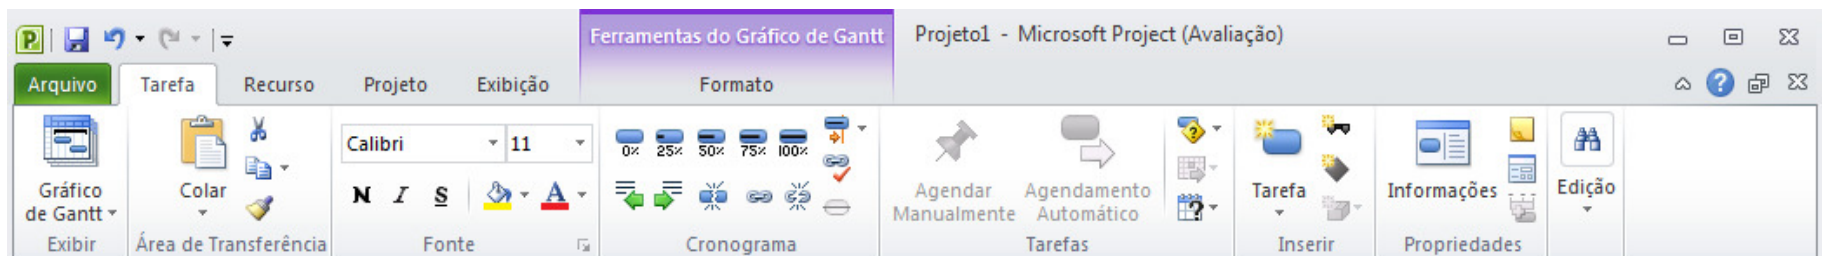 Ferramentas do Gráfico de Gantt
Projeto1 - Microsoft Project (Avaliação)
Arquivo
Tarefa
Recurso
Projeto
Exibição
Formato
Gráfico
de Gantt
Exibir
Colar
Área de Transferência
Calibri
11
N I S
A
Fonte
0% 25% 50% 75% 100%
Cronograma
Agendar
Manualmente
Agendamento
Automático
Tarefas
Tarefa
Inserir
Informações
Propriedades
Edição